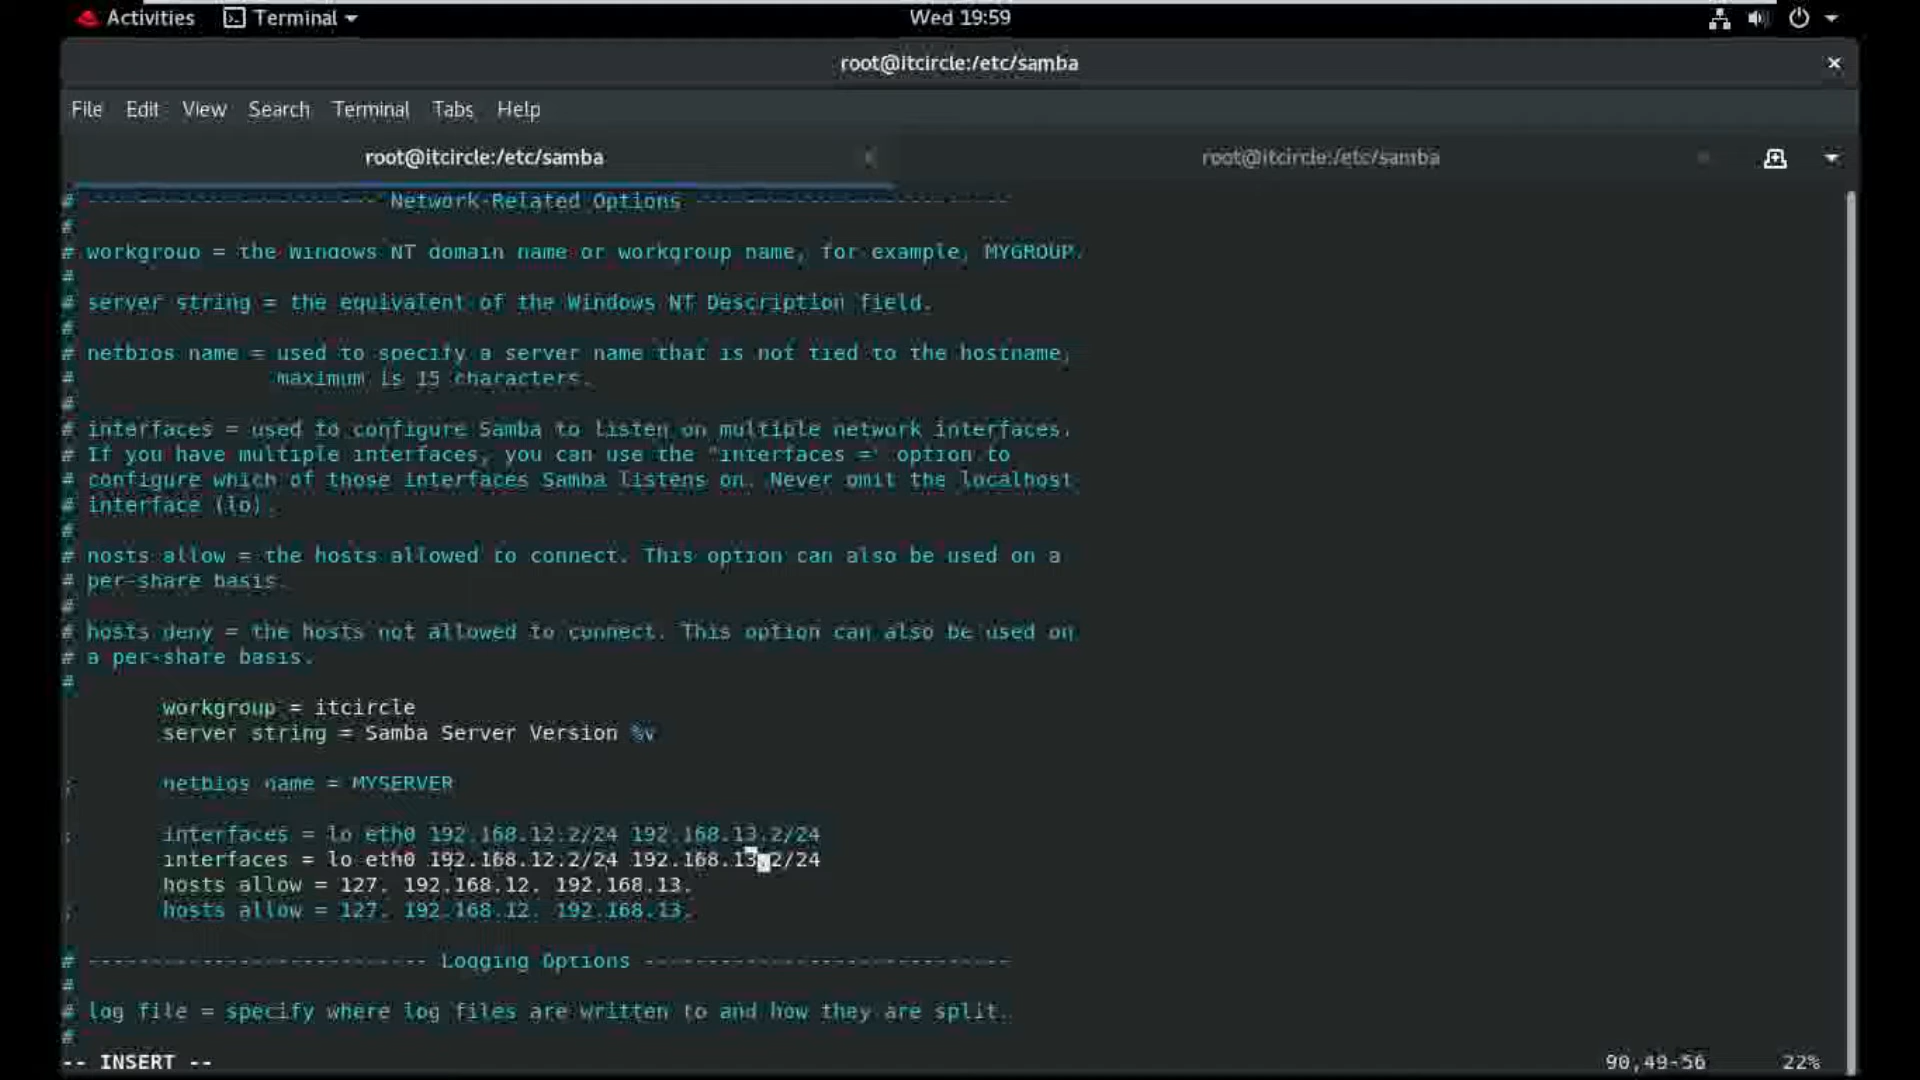 Activities Terminal Wed 19:59
root@itcircle:/etc/samba
File Edit View Search Terminal Tabs Help
root@itcircle:/etc/samba root@itcircle:/etc/samba
# --------------------------- Network-Related Options -------------------------
#
# workgroup = the Windows NT domain name or workgroup name, for example, MYGROUP.
#
# server string = the equivalent of the Windows NT Description field.
#
# netbios name = used to specify a server name that is not tied to the hostname,
# maximum is 15 characters.
#
# interfaces = used to configure Samba to listen on multiple network interfaces.
# If you have multiple interfaces, you can use the "interfaces =" option to
# configure which of those interfaces Samba listens on. Never omit the localhost
# interface (lo).
#
# hosts allow = the hosts allowed to connect. This option can also be used on a
# per-share basis.
#
# hosts deny = the hosts not allowed to connect. This option can also be used on
# a per-share basis.
#
workgroup = itcircle
server string = Samba Server Version %v
; netbios name = MYSERVER
; interfaces = lo eth0 192.168.12.2/24 192.168.13.2/24
interfaces = lo eth0 192.168.12.2/24 192.168.13.2/24
hosts allow = 127. 192.168.12. 192.168.13.
; hosts allow = 127. 192.168.12. 192.168.13.
# --------------------------- Logging Options -----------------------------
#
# log file = specify where log files are written to and how they are split.
#
-- INSERT -- 90,49-56 22%